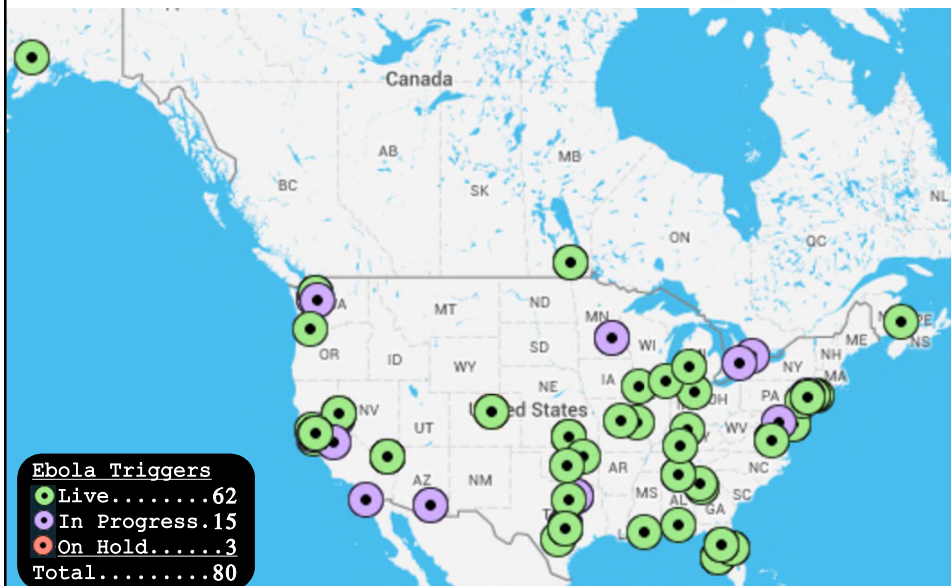 Canada
AB
MB
BC
SK
NL
ON
QC
MT
ND
MN
ME
NS
OR
ID
SD
WI
NY
NH
MA
WY
IA
PA
NE
NV
United States
UT
WV
AZ
NM
AR
NC
MS
AL
SC
GA
Ebola Triggers
Live........62
In Progress.15
On Hold......3
Total.........80